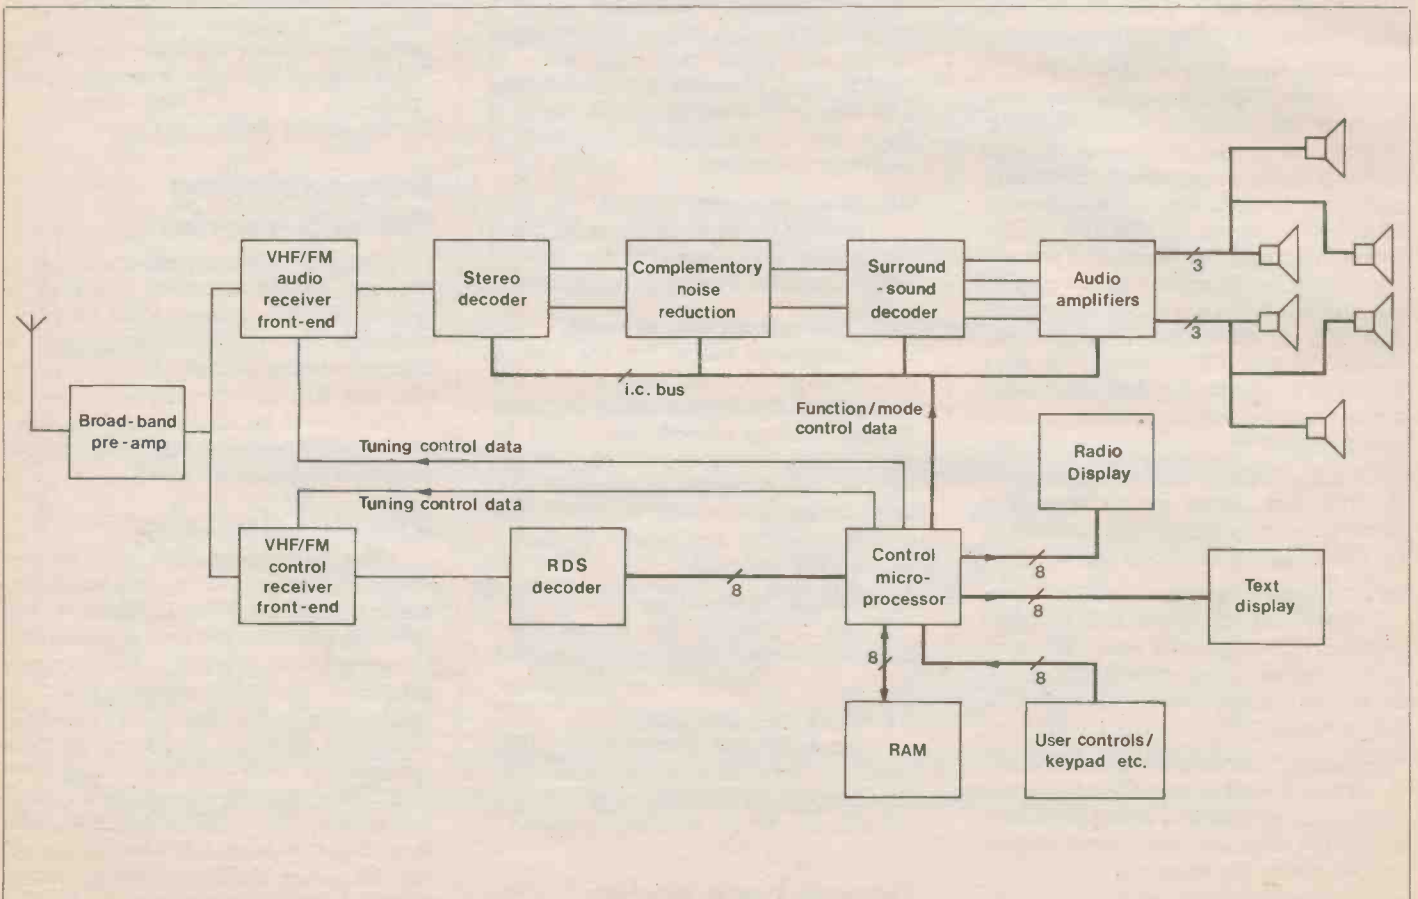 VHF/FM
audio
receiver
front-end
Stereo
decoder
Complementory
noise
reduction
Surround
-sound
decoder
Audio
amplifiers
3
3
i.c. bus
Function/mode
control data
Broad-band
pre-amp
Tuning control data
Tuning control data
Radio
Display
VHF/FM
control
receiver
front-end
RDS
decoder
8
Control
micro-
processor
8
8
Text
display
8
8
RAM
User controls/
keypad etc.